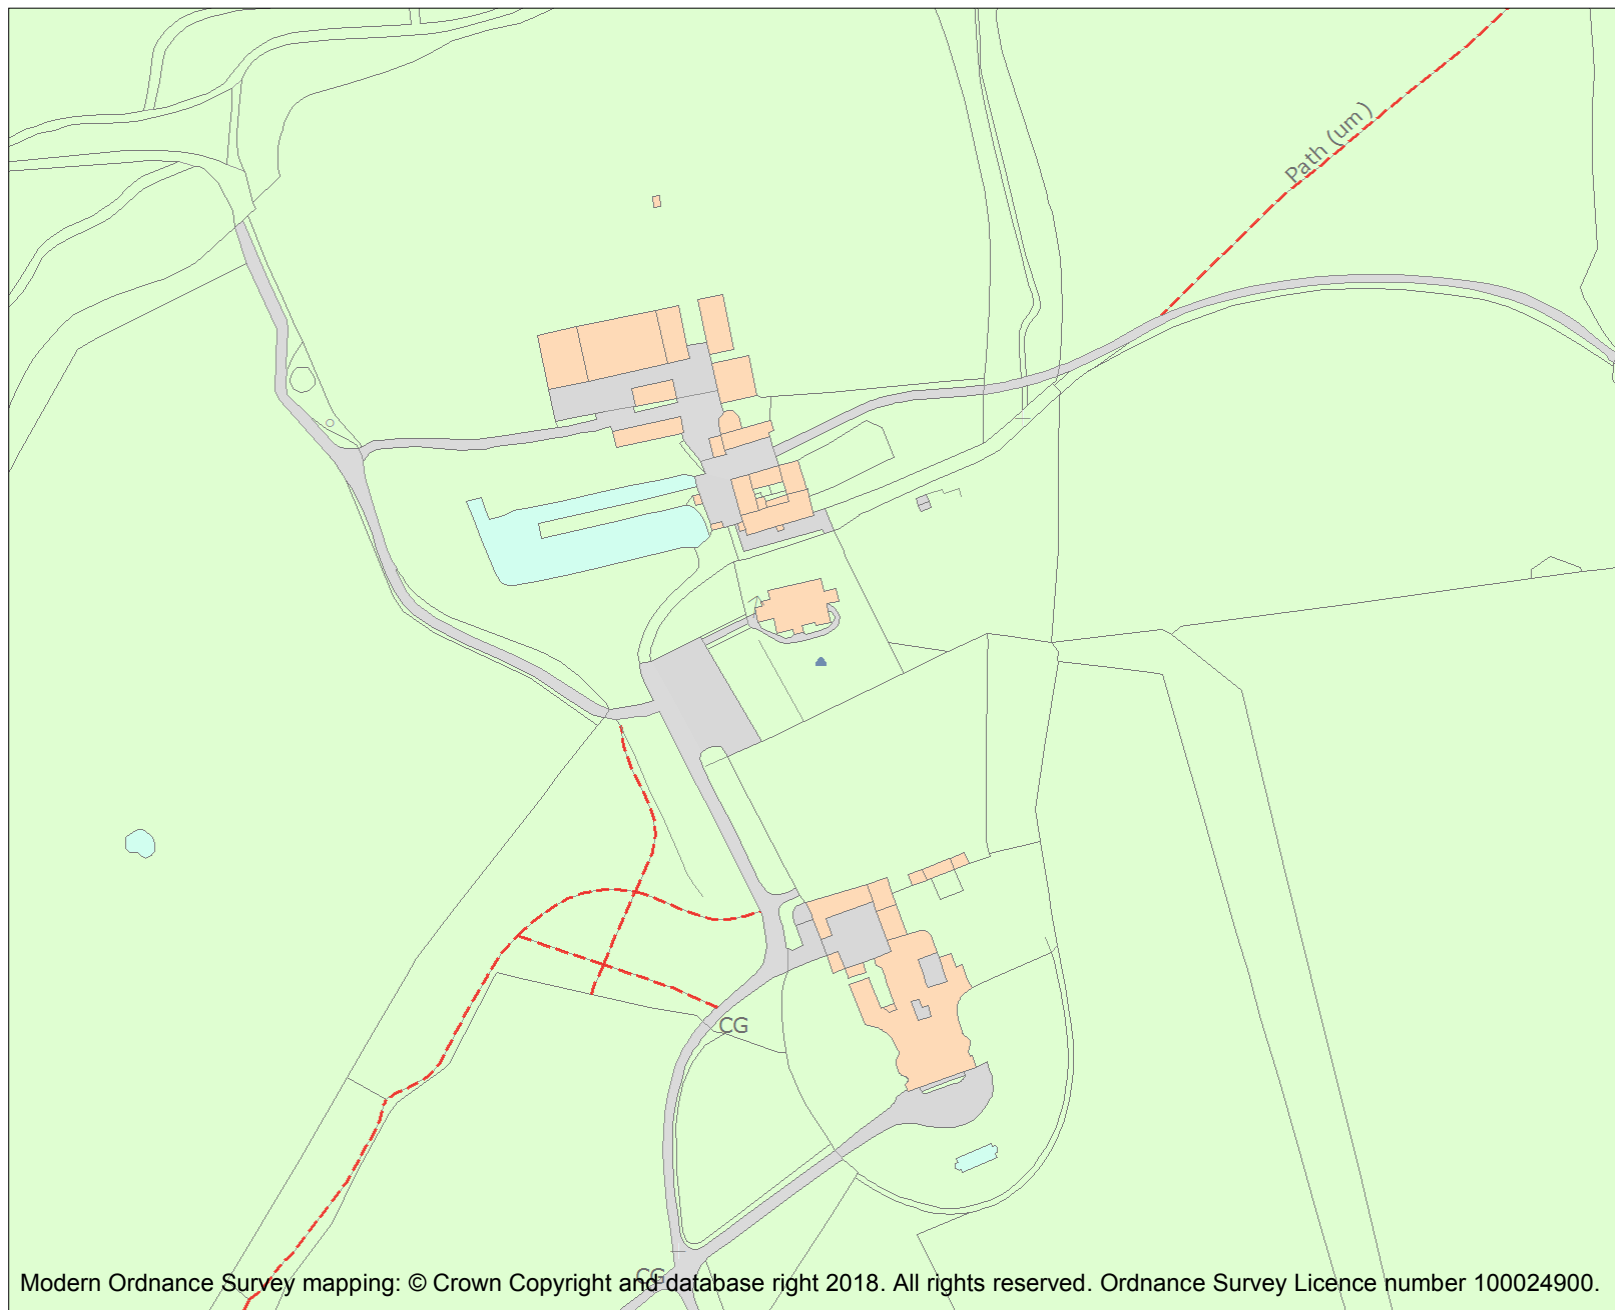 Path (um)
CG
CG
Modern Ordnance Survey mapping: © Crown Copyright and database right 2018. All rights reserved. Ordnance Survey Licence number 100024900.